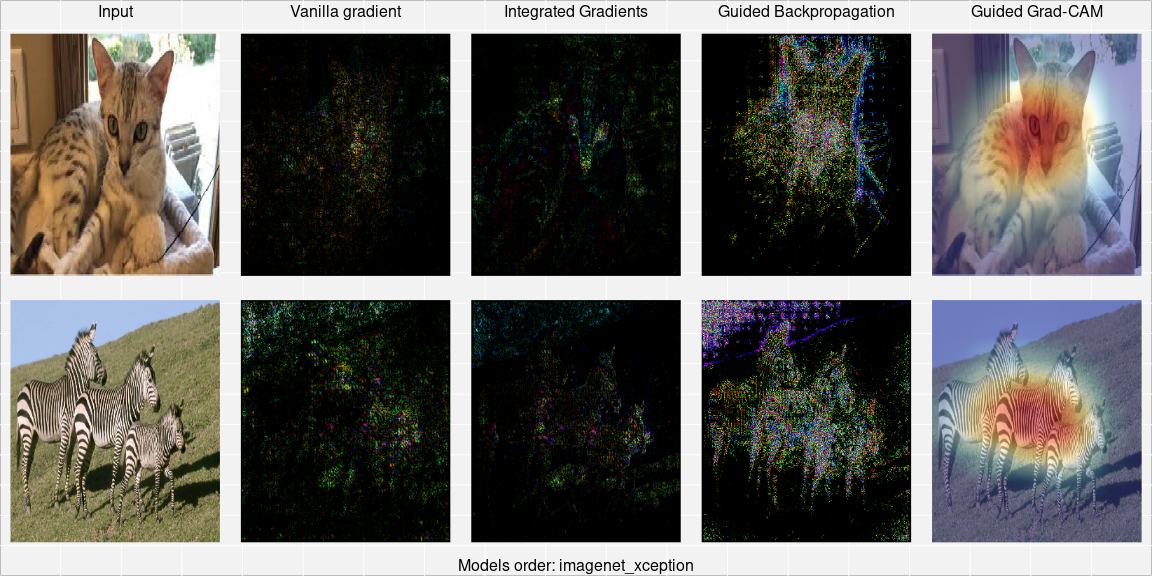 Input
Vanilla gradient
Integrated Gradients
Guided Backpropagation
Guided Grad-CAM
Models order: imagenet_xception